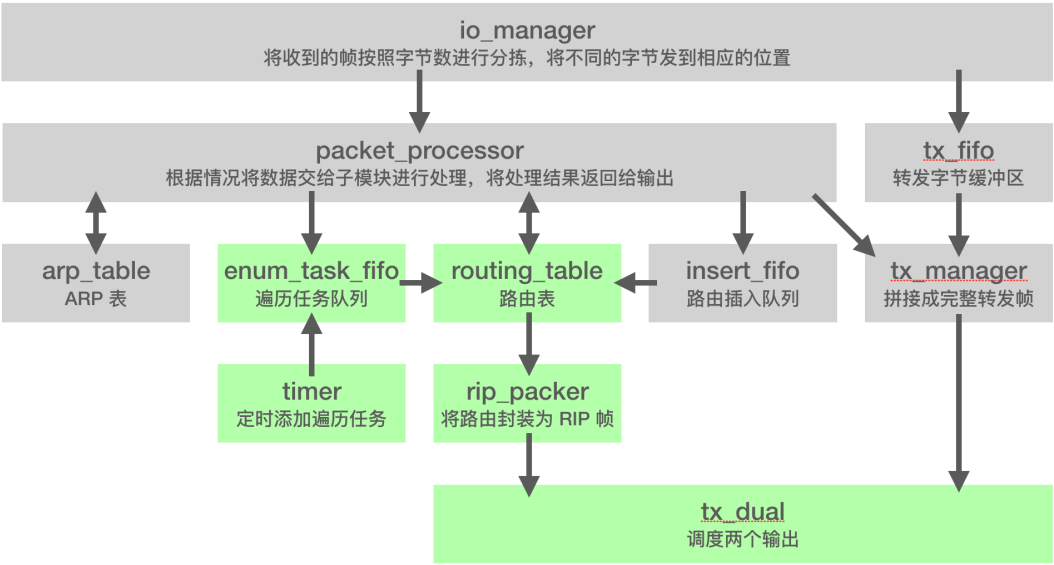 io_manager
将收到的帧按照字节数进行分拣，将不同的字节发到相应的位置
packet_processor
根据情况将数据交给子模块进行处理，将处理结果返回给输出
tx_fifo
转发字节缓冲区
arp_table
ARP 表
enum_task_fifo
遍历任务队列
routing_table
路由表
insert_fifo
路由插入队列
tx_manager
拼接成完整转发帧
timer
定时添加遍历任务
rip_packer
将路由封装为 RIP 帧
tx_dual
调度两个输出